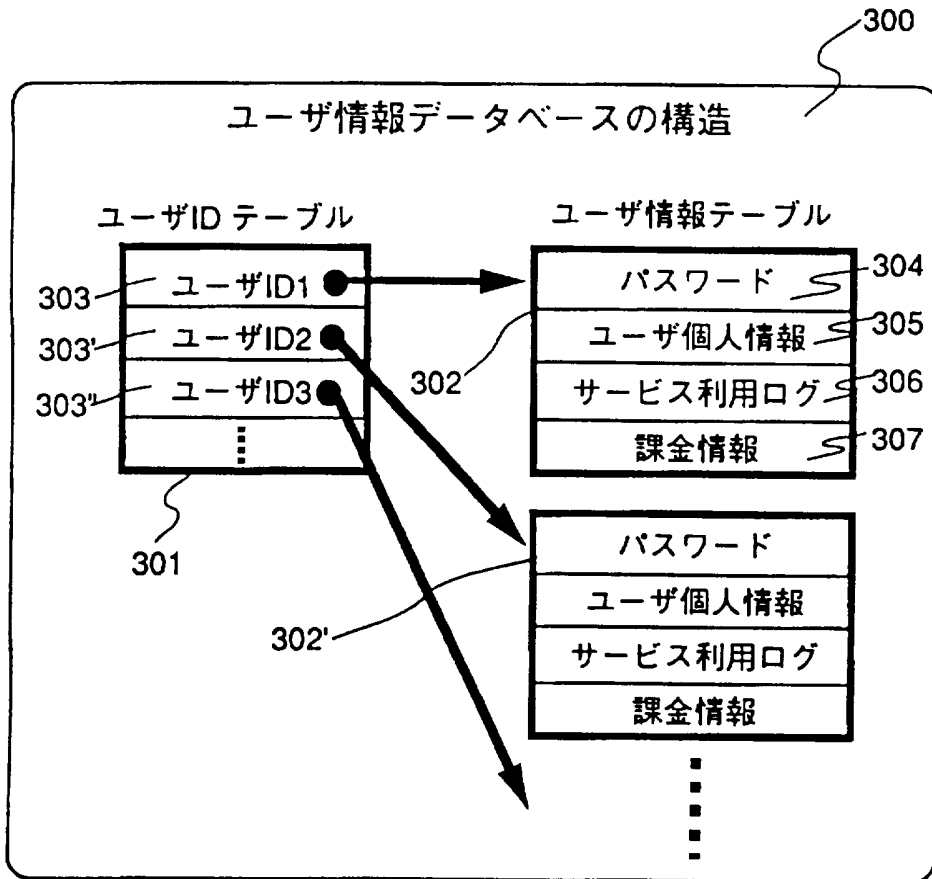 300
ユーザ情報データベースの構造
ユーザID テーブル
303
ユーザID1
303'
ユーザID2
303"
ユーザID3
301
ユーザ情報テーブル
パスワード
304
ユーザ個人情報
305
302
サービス利用ログ
306
課金情報
307
パスワード
ユーザ個人情報
302'
サービス利用ログ
課金情報